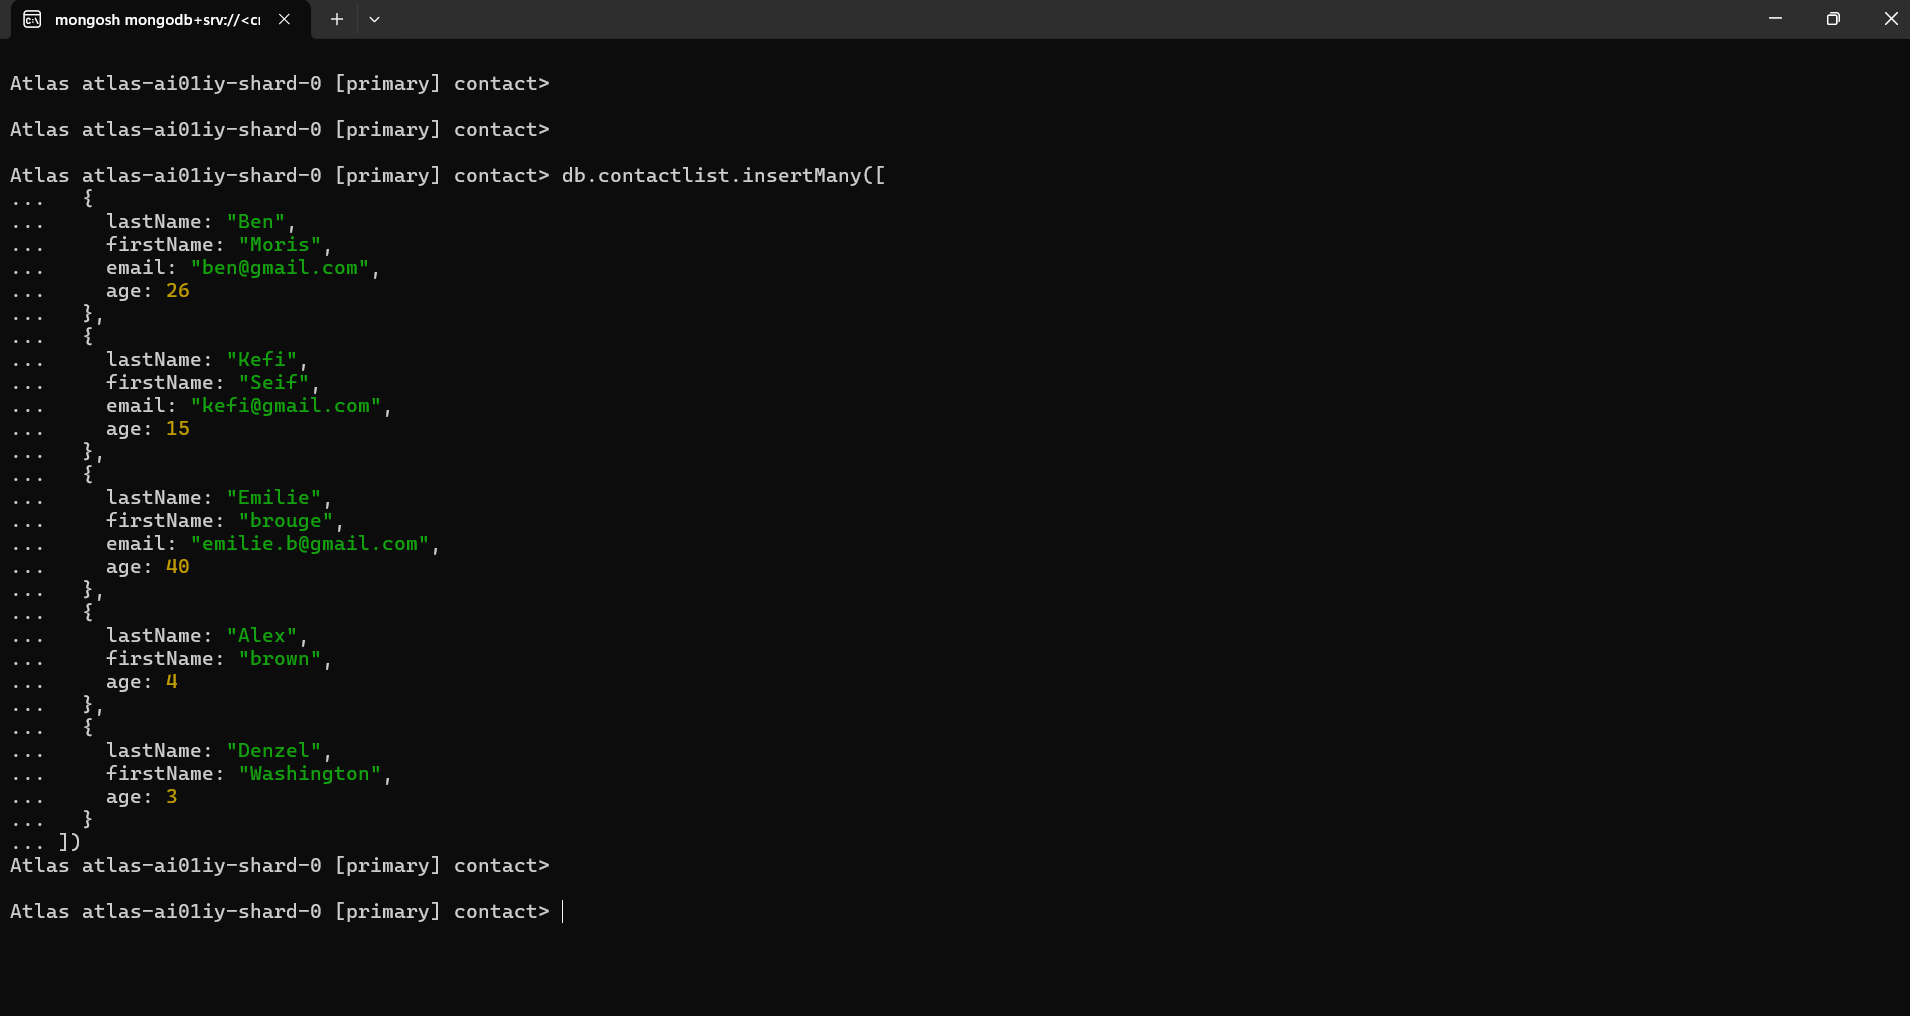 mongosh mongodb+srv://<cr
Atlas atlas-ai01iy-shard-0 [primary] contact>
Atlas atlas-ai01iy-shard-0 [primary] contact>
Atlas atlas-ai01iy-shard-0 [primary] contact> db.contactlist.insertMany([
...   {
...     lastName: "Ben",
...     firstName: "Moris",
...     email: "ben@gmail.com",
...     age: 26
...   },
...   {
...     lastName: "Kefi",
...     firstName: "Seif",
...     email: "kefi@gmail.com",
...     age: 15
...   },
...   {
...     lastName: "Emilie",
...     firstName: "brouge",
...     email: "emilie.b@gmail.com",
...     age: 40
...   },
...   {
...     lastName: "Alex",
...     firstName: "brown",
...     age: 4
...   },
...   {
...     lastName: "Denzel",
...     firstName: "Washington",
...     age: 3
...   }
... ])
Atlas atlas-ai01iy-shard-0 [primary] contact>
Atlas atlas-ai01iy-shard-0 [primary] contact>